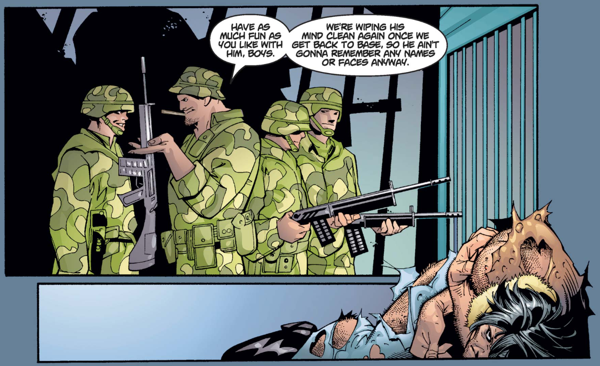 HAVE AS
MUCH FUN AS
YOU LIKE WITH
HIM, BOYS.
WE'RE WIPING HIS
MIND CLEAN AGAIN ONCE WE
GET BACK TO BASE, SO HE AIN'T
GONNA REMEMBER ANY NAMES
OR FACES ANYWAY.